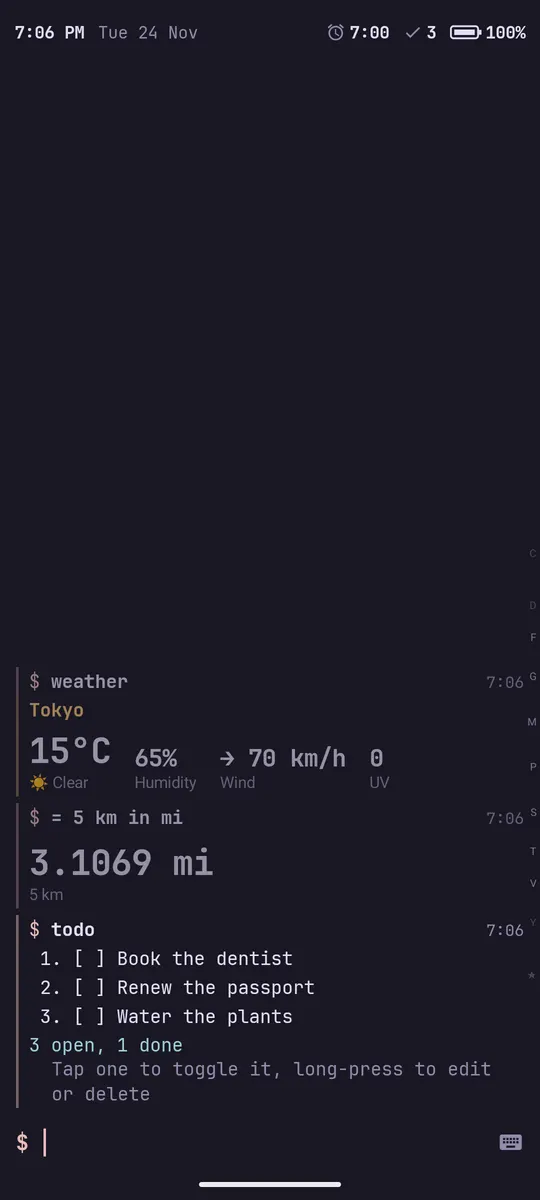 7:06 PM Tue 24 Nov 7:00 3 100%
C
D
F
$ weather 7:06 G
Tokyo
M
15°C 65% → 70 km/h 0
P
Clear Humidity Wind UV
$ = 5 km in mi 7:06 S
3.1069 mi
T
5 km
V
$ todo 7:06 Y
1. [ ] Book the dentist
*
2. [ ] Renew the passport
3. [ ] Water the plants
3 open, 1 done
Tap one to toggle it, long-press to edit
or delete
$